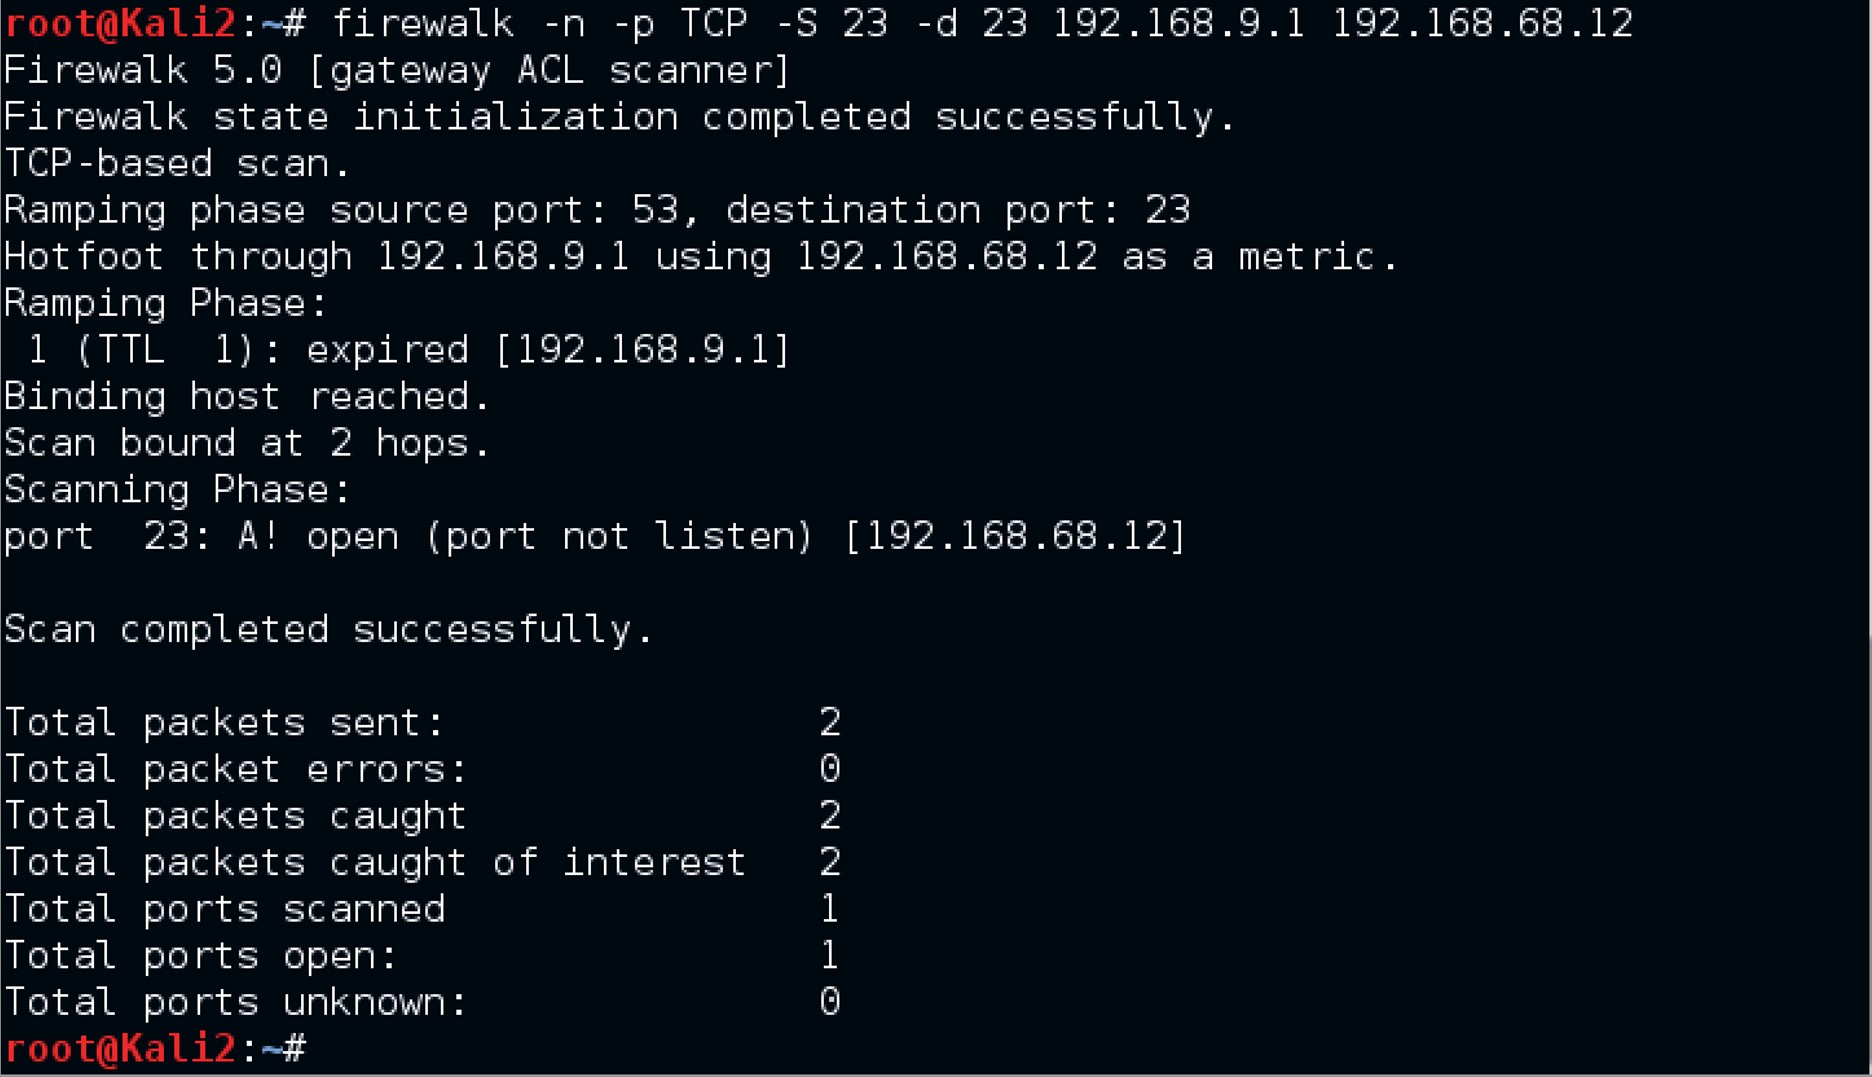 root@Kali2:~# firewalk -n -p TCP -S 23 -d 23 192.168.9.1 192.168.68.12
Firewalk 5.0 [gateway ACL scanner]
Firewalk state initialization completed successfully.
TCP-based scan.
Ramping phase source port: 53, destination port: 23
Hotfoot through 192.168.9.1 using 192.168.68.12 as a metric.
Ramping Phase:
 1 (TTL  1): expired [192.168.9.1]
Binding host reached.
Scan bound at 2 hops.
Scanning Phase:
port  23: A! open (port not listen) [192.168.68.12]

Scan completed successfully.

Total packets sent:                2
Total packet errors:               0
Total packets caught               2
Total packets caught of interest   2
Total ports scanned                1
Total ports open:                  1
Total ports unknown:               0
root@Kali2:~#